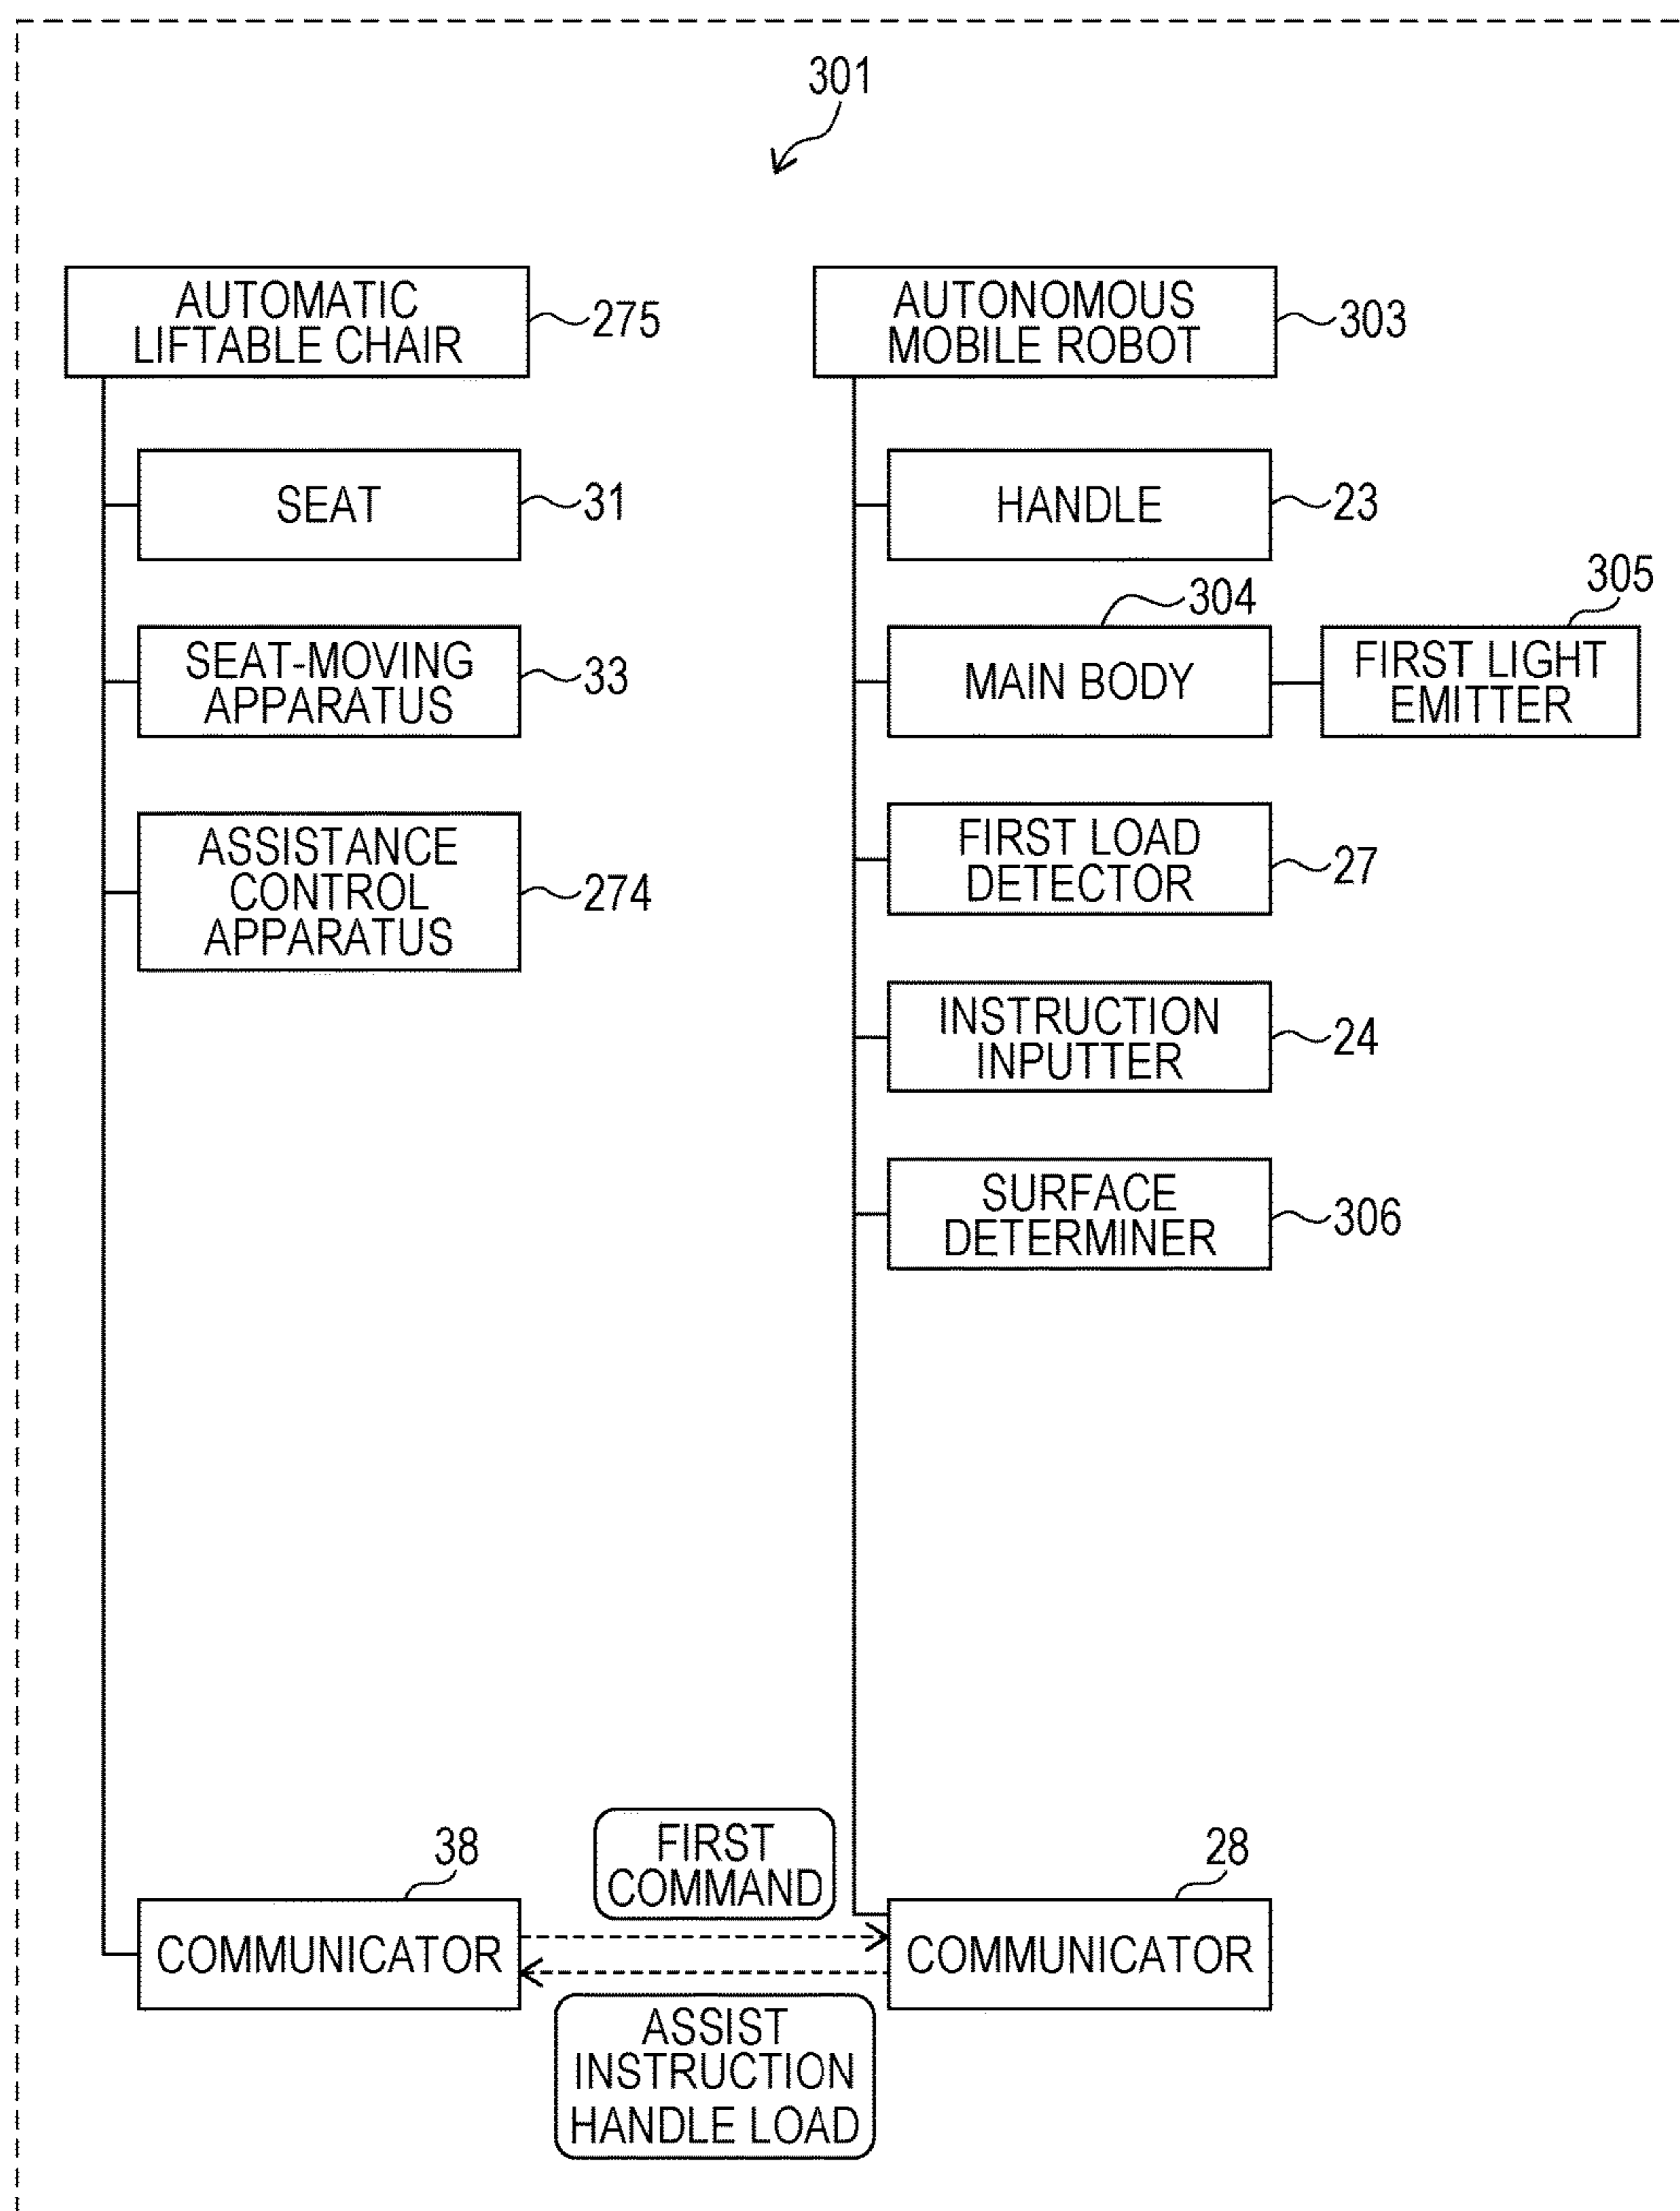 301
AUTOMATIC
LIFTABLE CHAIR
275
SEAT
31
SEAT-MOVING
APPARATUS
33
ASSISTANCE
CONTROL
APPARATUS
274
COMMUNICATOR
38
AUTONOMOUS
MOBILE ROBOT
303
HANDLE
23
304
MAIN BODY
305
FIRST LIGHT
EMITTER
FIRST LOAD
DETECTOR
27
INSTRUCTION
INPUTTER
24
SURFACE
DETERMINER
306
28
COMMUNICATOR
FIRST
COMMAND
ASSIST
INSTRUCTION
HANDLE LOAD